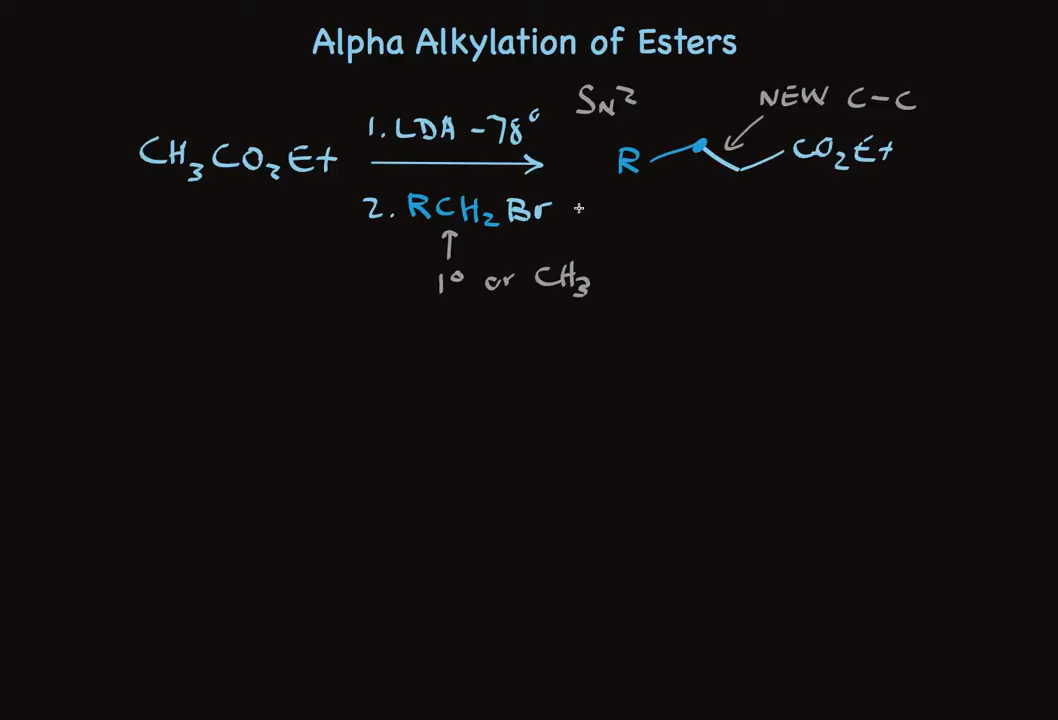 Alpha Alkylation of Esters
SN2
NEW C-C
1. LDA -78°
CH3CO2Et
R CO2Et
2. RCH2Br
1° or CH3